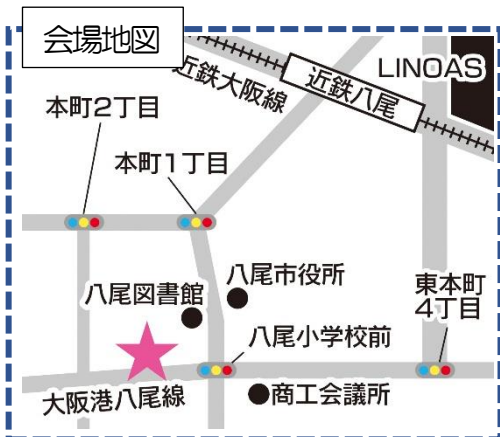 会場地図
LINOAS
近鉄八尾
近鉄大阪線
本町2丁目
本町1丁目
八尾市役所
八尾図書館
東本町
4丁目
八尾小学校前
大阪港八尾線
商工会議所